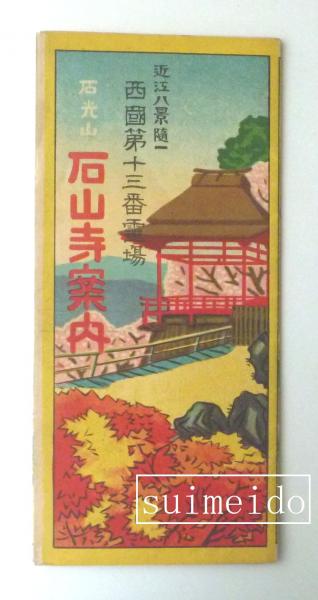 近江八景隨一
西國第十三番靈場
石光山
石山寺案内
suimeido